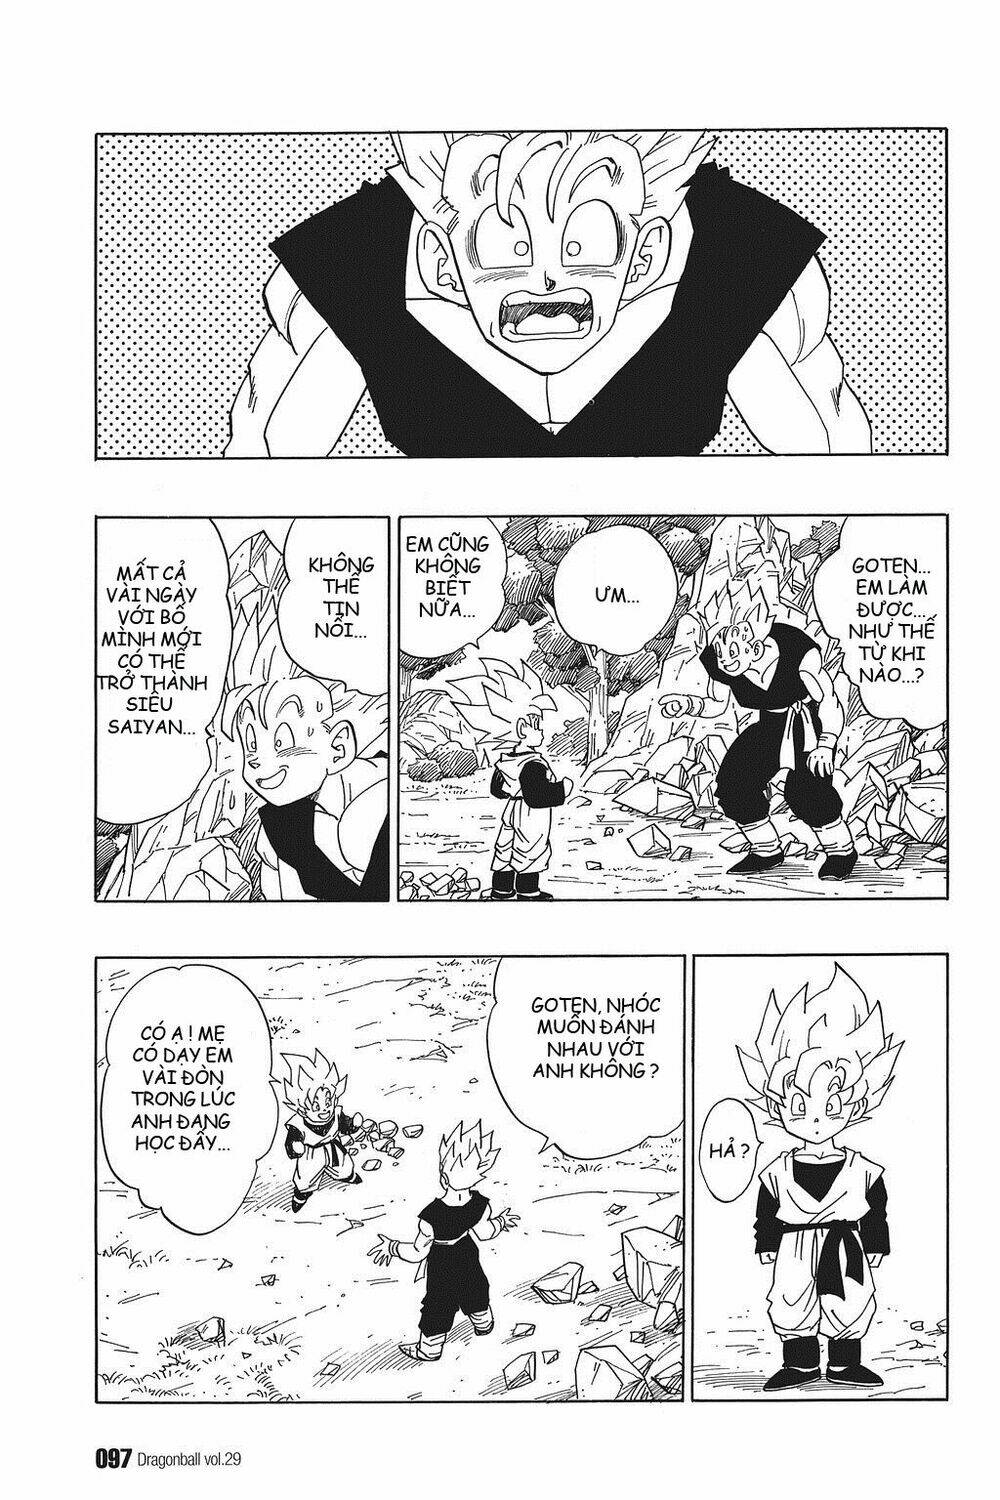 GOTEN...
EM LÀM
ĐƯỢC...
NHƯ THẾ
TỪ KHI
NÀO...?
ƯM...
EM CŨNG
KHÔNG
BIẾT
NỮA...
KHÔNG
THỂ
TIN
NỔI...
MẤT CẢ
VÀI NGÀY
VỚI BỐ
MÌNH MỚI
CÓ THỂ
TRỞ THÀNH
SIÊU
SAIYAN...
HẢ?
GOTEN, NHÓC
MUỐN ĐÁNH
NHAU VỚI
ANH KHÔNG?
CÓ Ạ! MẸ
CÓ DẠY EM
VÀI ĐÒN
TRONG LÚC
ANH ĐANG
HỌC ĐẤY...
097 Dragonball vol.29